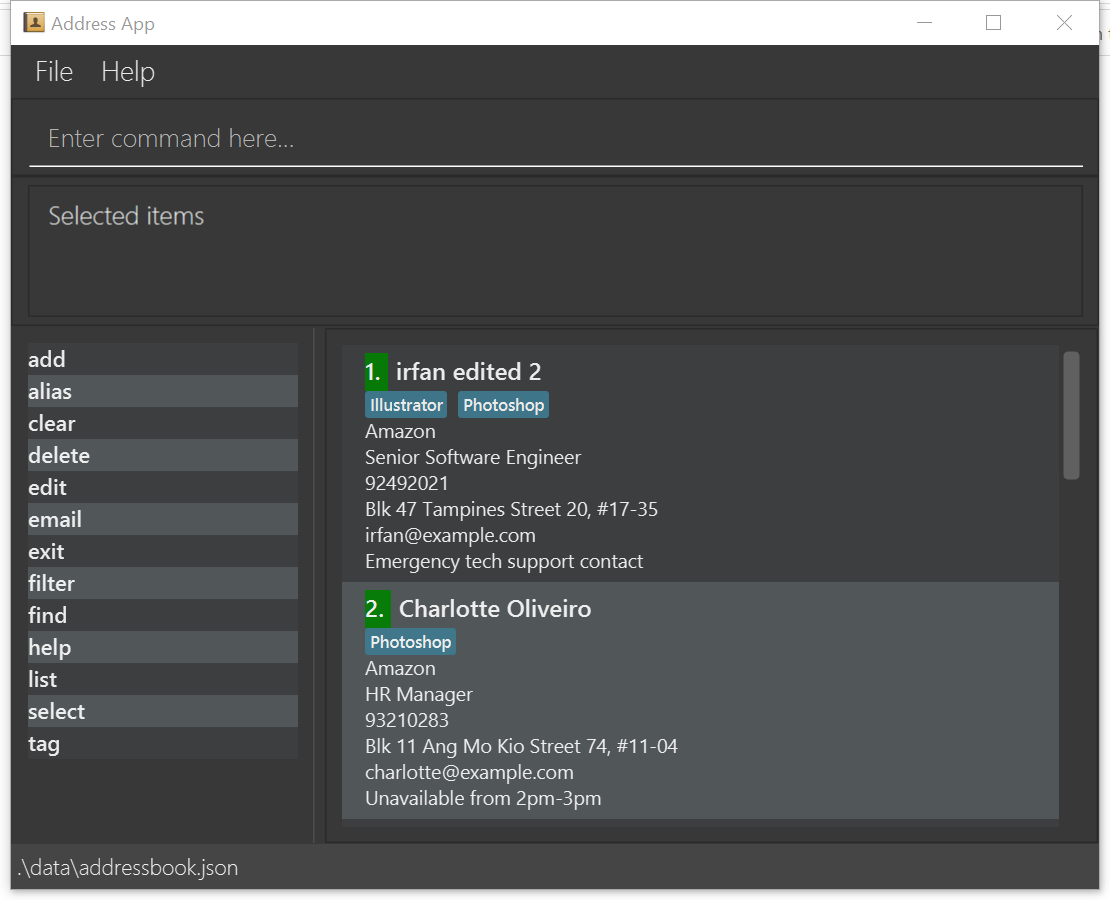 Address App
File Help
Enter command here...
Selected items
add
alias
clear
delete
edit
email
exit
filter
find
help
list
select
tag
1. irfan edited 2
Illustrator Photoshop
Amazon
Senior Software Engineer
92492021
Blk 47 Tampines Street 20, #17-35
irfan@example.com
Emergency tech support contact
2. Charlotte Oliveiro
Photoshop
Amazon
HR Manager
93210283
Blk 11 Ang Mo Kio Street 74, #11-04
charlotte@example.com
Unavailable from 2pm-3pm
.\data\addressbook.json